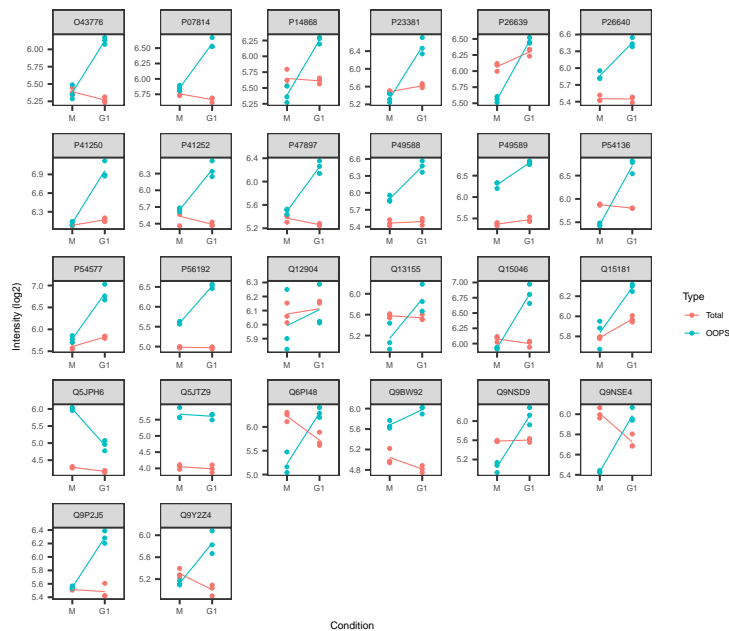 O43776 P07814 P14868 P23381 P26639 P26640
6.00 5.75 5.50 5.25
6.50 6.25 6.00 5.75
6.25 6.00 5.75 5.50 5.25
6.6 6.3 6.0 5.7 5.4
6.50 6.25 6.00 5.75 5.50
6.6 6.2 5.8 5.4
M G1 M G1 M G1 M G1 M G1 M G1
P41250 P41252 P47897 P49588 P49589 P54136
6.9 6.6 6.3
6.6 6.3 6.0 5.7 5.4
6.4 6.0 5.6 5.2
6.6 6.3 6.0 5.7 5.4
6.5 6.0 5.5
6.5 6.0 5.5
M G1 M G1 M G1 M G1 M G1 M G1
P54577 P56192 Q12904 Q13155 Q15046 Q15181
7.0 6.5 6.0 5.5
6.5 6.0 5.5 5.0
6.3 6.2 6.1 6.0 5.9 5.8
6.0 5.6 5.2
7.00 6.75 6.50 6.25 6.00
6.2 6.0 5.8
M G1 M G1 M G1 M G1 M G1 M G1
Q5JPH6 Q5JTZ9 Q6PI48 Q9BW92 Q9NSD9 Q9NSE4
6.0 5.5 5.0 4.5
5.5 5.0 4.5 4.0
6.0 5.5 5.0
6.0 5.6 5.2 4.8
6.0 5.6 5.2
6.0 5.8 5.6 5.4
M G1 M G1 M G1 M G1 M G1 M G1
Q9P2J5 Q9Y2Z4
6.4 6.2 6.0 5.8 5.6 5.4
6.0 5.6 5.2
M G1 M G1
Condition
Intensity (log2)
Type
Total
OOPS